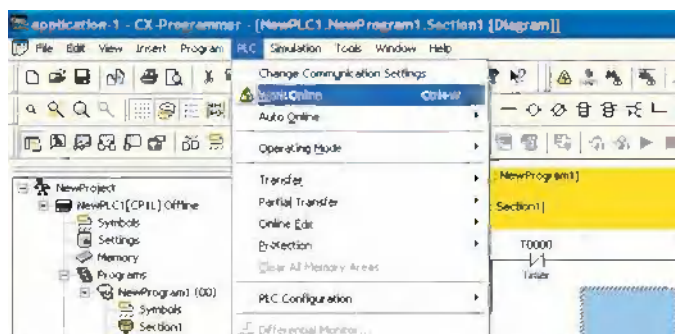 application-1 - CX-Programmer - [NewPLC1.NewProgram1.Section1 [Diagram]]
File Edit View Insert Program PLC Simulation Tools Window Help
Change Communication Settings
Work Online Ctrl+W
Auto Online
Operating Mode
Transfer
Partial Transfer
Online Edit
Protection
Clear All Memory Areas
PLC Configuration
Differential Monitor...
NewProject
NewPLC1[CP1L] Offline
Symbols
Settings
Memory
Programs
NewProgram1 (00)
Symbols
Section1
NewProgram1]
Section1]
T0000
Timer